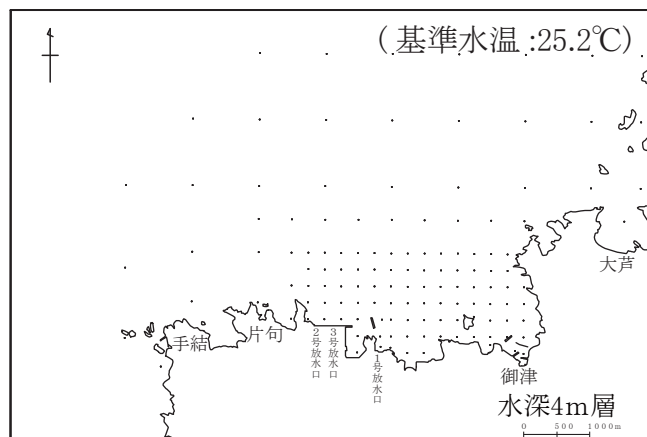 (基準水温:25.2℃)
大芦
手結
片句
2号放水口
3号放水口
1号放水口
御津
水深4m層
0 500 1000m